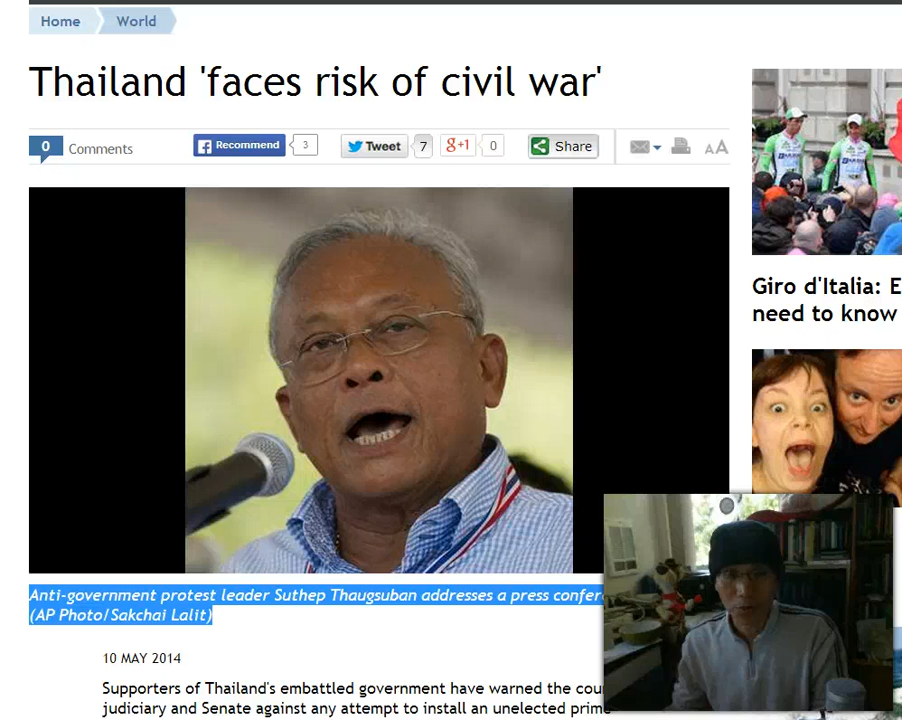 Home World
Thailand 'faces risk of civil war'
0 Comments Recommend 3 Tweet 7 g+1 0 Share AA
Giro d'Italia: E
need to know
Anti-government protest leader Suthep Thaugsuban addresses a press confer
(AP Photo/Sakchai Lalit)
10 MAY 2014
Supporters of Thailand's embattled government have warned the cou
judiciary and Senate against any attempt to install an unelected prime